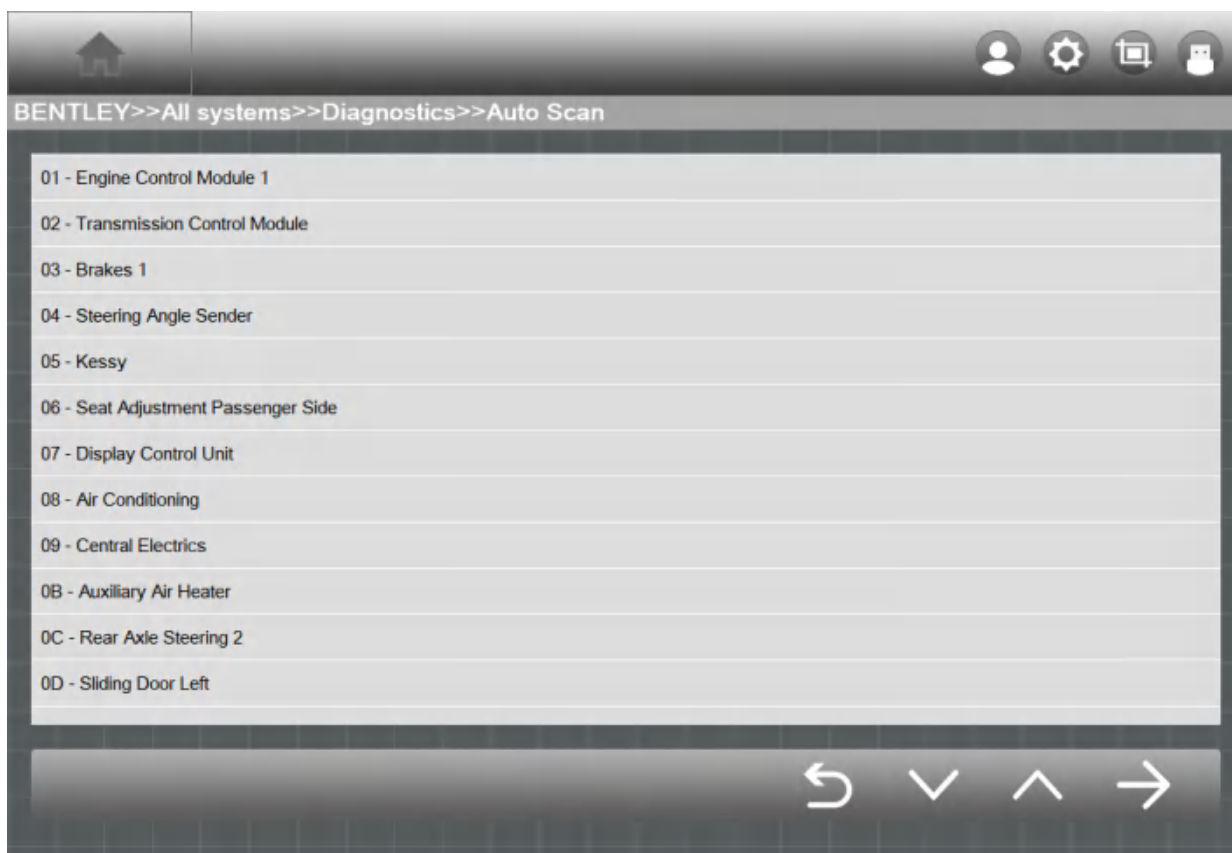 BENTLEY>>All systems>>Diagnostics>>Auto Scan
01 - Engine Control Module 1
02 - Transmission Control Module
03 - Brakes 1
04 - Steering Angle Sender
05 - Kessy
06 - Seat Adjustment Passenger Side
07 - Display Control Unit
08 - Air Conditioning
09 - Central Electrics
0B - Auxiliary Air Heater
0C - Rear Axle Steering 2
0D - Sliding Door Left